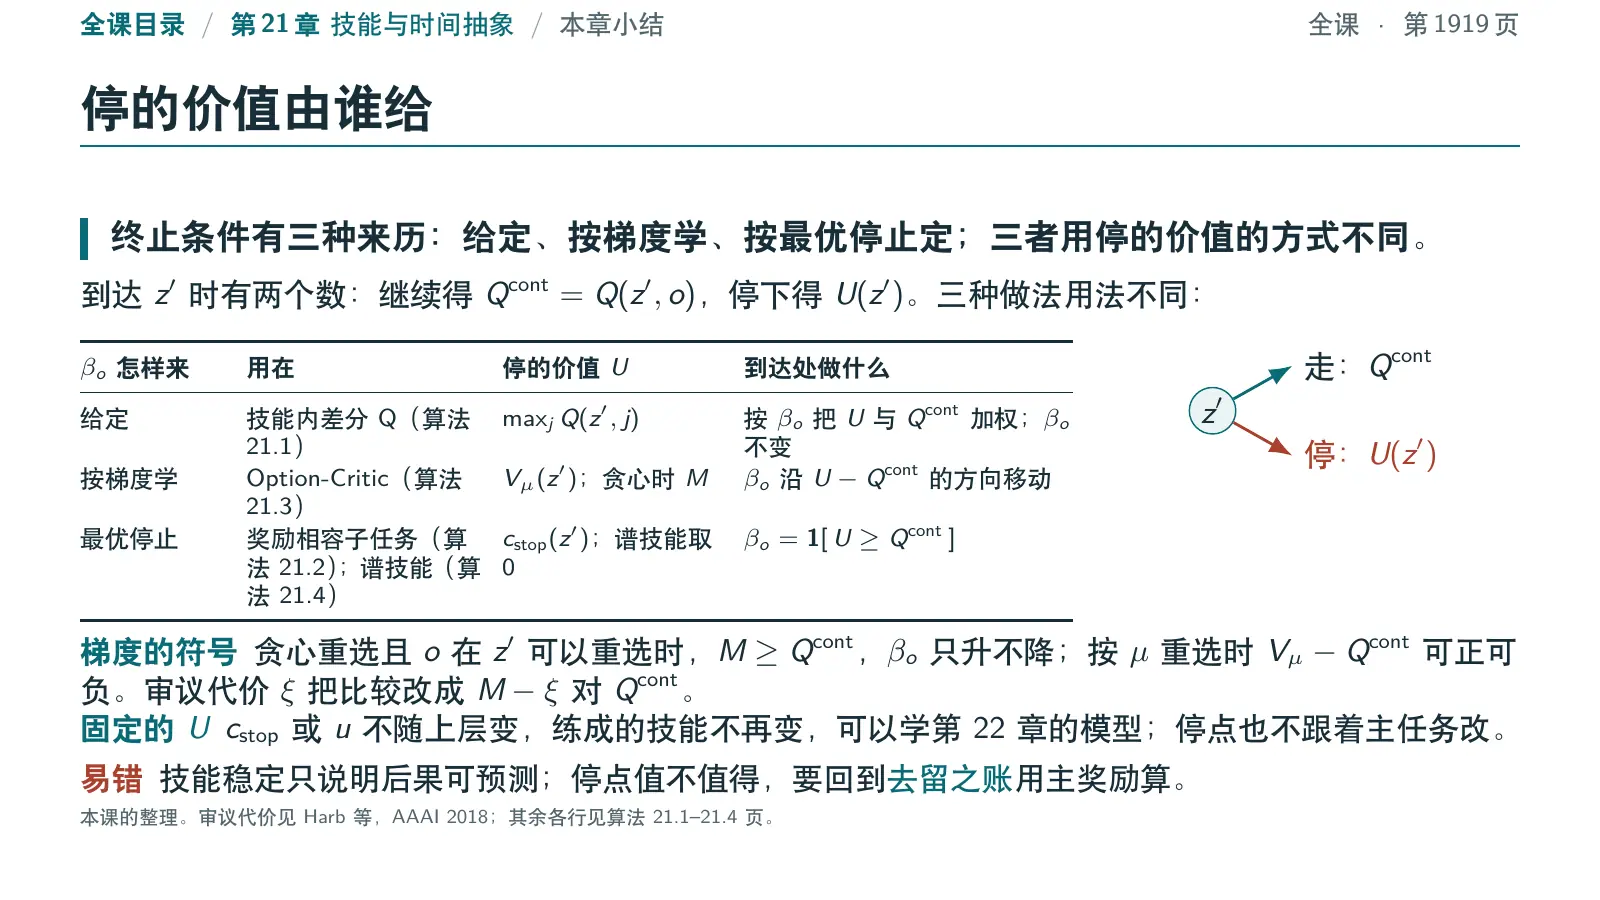 全课目录 / 第 21 章 技能与时间抽象 / 本章小结
全课 · 第 1919 页
停的价值由谁给
终止条件有三种来历：给定、按梯度学、按最优停止定；三者用停的价值的方式不同。
到达 z′ 时有两个数：继续得 Q^cont = Q(z′, o)，停下得 U(z′)。三种做法用法不同：
β_o 怎样来 用在 停的价值 U 到达处做什么
给定 技能内差分 Q（算法 21.1） max_j Q(z′, j) 按 β_o 把 U 与 Q^cont 加权；β_o 不变
按梯度学 Option-Critic（算法 21.3） V_μ(z′)；贪心时 M β_o 沿 U − Q^cont 的方向移动
最优停止 奖励相容子任务（算法 21.2）；谱技能（算法 21.4） c_stop(z′)；谱技能取 0 β_o = 1[ U ≥ Q^cont ]
z′
走： Q^cont
停： U(z′)
梯度的符号 贪心重选且 o 在 z′ 可以重选时，M ≥ Q^cont，β_o 只升不降；按 μ 重选时 V_μ − Q^cont 可正可
负。审议代价 ξ 把比较改成 M − ξ 对 Q^cont。
固定的 U c_stop 或 u 不随上层变，练成的技能不再变，可以学第 22 章的模型；停点也不跟着主任务改。
易错 技能稳定只说明后果可预测；停点值不值得，要回到去留之账用主奖励算。
本课的整理。审议代价见 Harb 等，AAAI 2018；其余各行见算法 21.1–21.4 页。